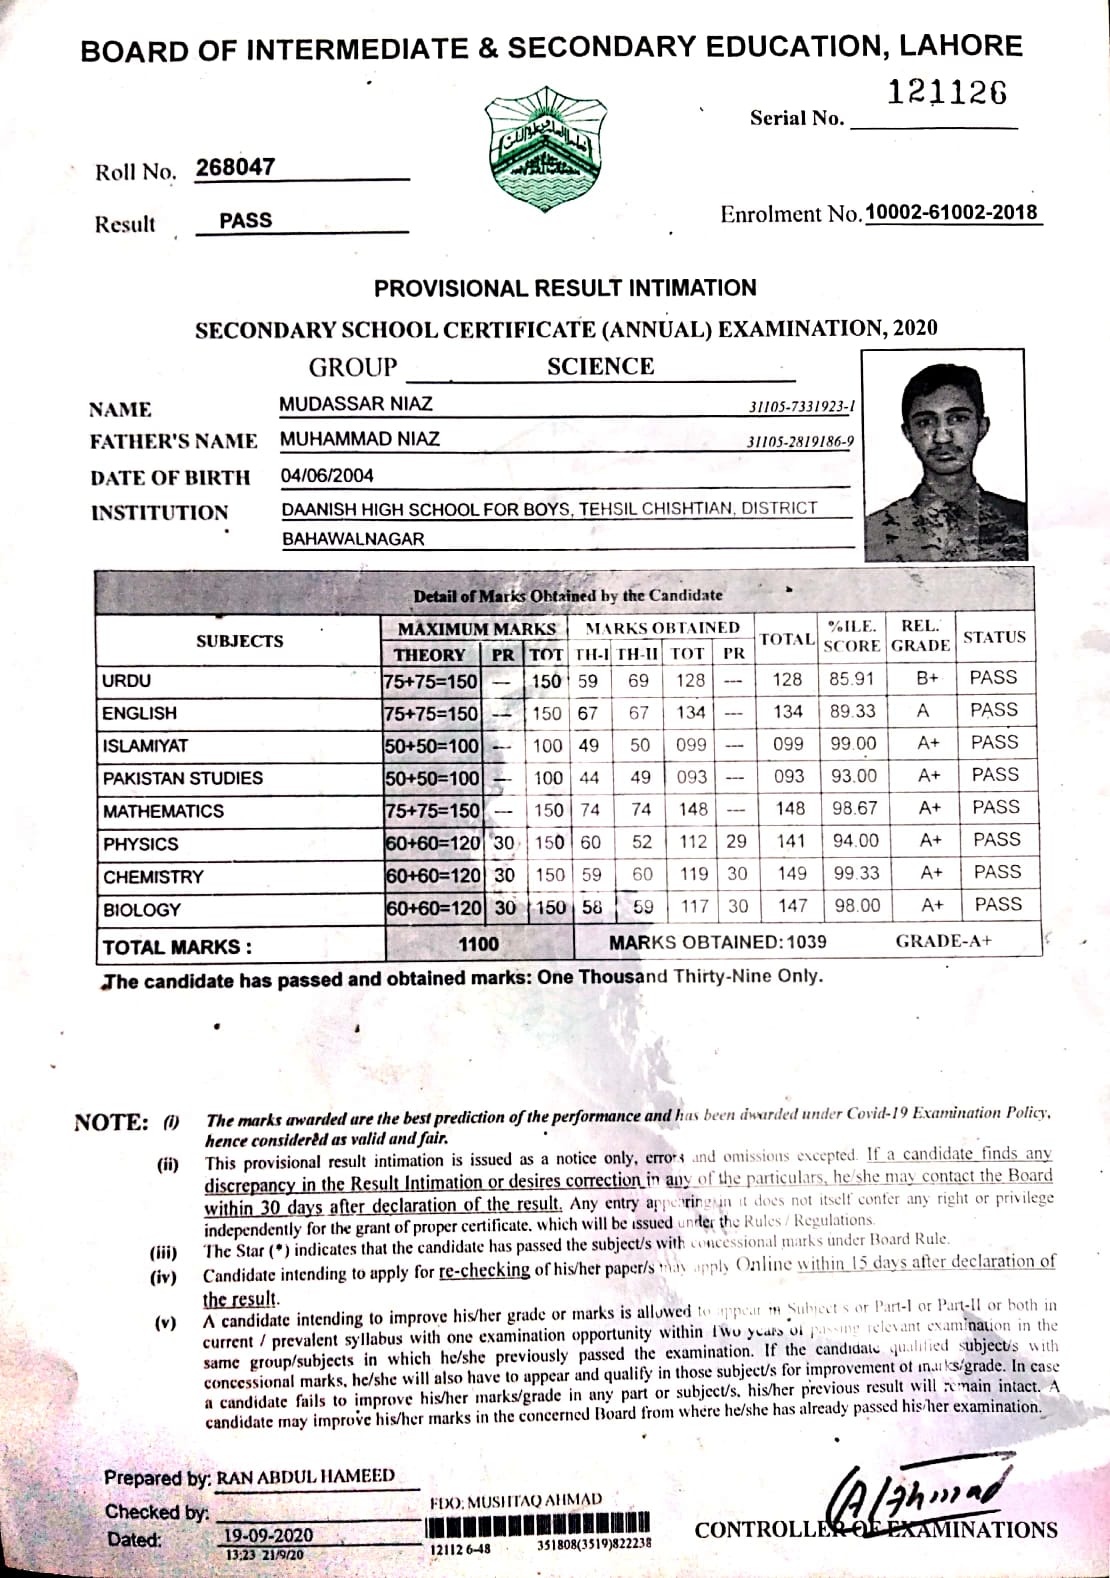 BOARD OF INTERMEDIATE & SECONDARY EDUCATION, LAHORE
121126
Serial No.
Roll No. 268047
Result PASS
Enrolment No. 10002-61002-2018
PROVISIONAL RESULT INTIMATION
SECONDARY SCHOOL CERTIFICATE (ANNUAL) EXAMINATION, 2020
GROUP SCIENCE
NAME MUDASSAR NIAZ 31105-7331923-1
FATHER'S NAME MUHAMMAD NIAZ 31105-2819186-9
DATE OF BIRTH 04/06/2004
INSTITUTION DAANISH HIGH SCHOOL FOR BOYS, TEHSIL CHISHTIAN, DISTRICT
BAHAWALNAGAR
Detail of Marks Obtained by the Candidate
SUBJECTS MAXIMUM MARKS MARKS OBTAINED TOTAL %ILE. SCORE REL. GRADE STATUS
THEORY PR TOT TH-I TH-II TOT PR
URDU 75+75=150 --- 150 59 69 128 --- 128 85.91 B+ PASS
ENGLISH 75+75=150 --- 150 67 67 134 --- 134 89.33 A PASS
ISLAMIYAT 50+50=100 --- 100 49 50 099 --- 099 99.00 A+ PASS
PAKISTAN STUDIES 50+50=100 --- 100 44 49 093 --- 093 93.00 A+ PASS
MATHEMATICS 75+75=150 --- 150 74 74 148 --- 148 98.67 A+ PASS
PHYSICS 60+60=120 30 150 60 52 112 29 141 94.00 A+ PASS
CHEMISTRY 60+60=120 30 150 59 60 119 30 149 99.33 A+ PASS
BIOLOGY 60+60=120 30 150 58 59 117 30 147 98.00 A+ PASS
TOTAL MARKS : 1100 MARKS OBTAINED: 1039 GRADE-A+
The candidate has passed and obtained marks: One Thousand Thirty-Nine Only.
NOTE: (i) The marks awarded are the best prediction of the performance and has been awarded under Covid-19 Examination Policy,
hence considered as valid and fair.
(ii) This provisional result intimation is issued as a notice only, errors and omissions excepted. If a candidate finds any
discrepancy in the Result Intimation or desires correction in any of the particulars, he/she may contact the Board
within 30 days after declaration of the result. Any entry appearing in it does not itself confer any right or privilege
independently for the grant of proper certificate, which will be issued under the Rules / Regulations.
(iii) The Star (*) indicates that the candidate has passed the subject/s with concessional marks under Board Rule.
(iv) Candidate intending to apply for re-checking of his/her paper/s may apply Online within 15 days after declaration of
the result.
(v) A candidate intending to improve his/her grade or marks is allowed to appear in Subject s or Part-I or Part-II or both in
current / prevalent syllabus with one examination opportunity within Two years of passing relevant examination in the
same group/subjects in which he/she previously passed the examination. If the candidate qualified subject/s with
concessional marks, he/she will also have to appear and qualify in those subject/s for improvement of marks/grade. In case
a candidate fails to improve his/her marks/grade in any part or subject/s, his/her previous result will remain intact. A
candidate may improve his/her marks in the concerned Board from where he/she has already passed his/her examination.
Prepared by: RAN ABDUL HAMEED
Checked by:
Dated: 19-09-2020
13:23 21/9/20
FDO: MUSHTAQ AHMAD
121126-48 351808(3519)822238
CONTROLLER OF EXAMINATIONS